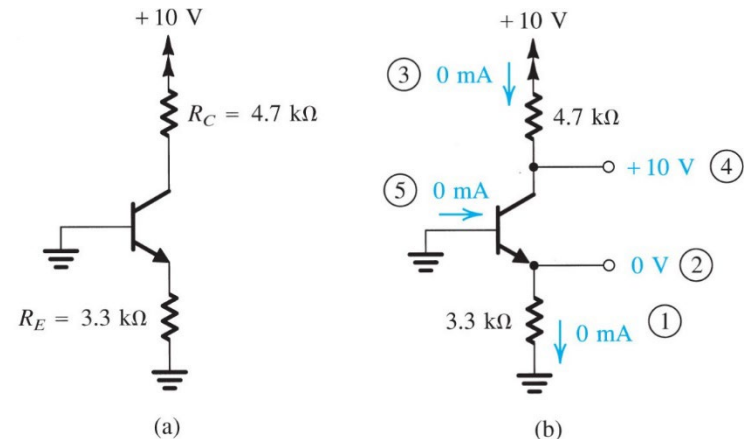 +10 V
R_C = 4.7 kΩ
R_E = 3.3 kΩ
(a)
+10 V
③ 0 mA
4.7 kΩ
+10 V ④
⑤ 0 mA
0 V ②
3.3 kΩ
0 mA ①
(b)